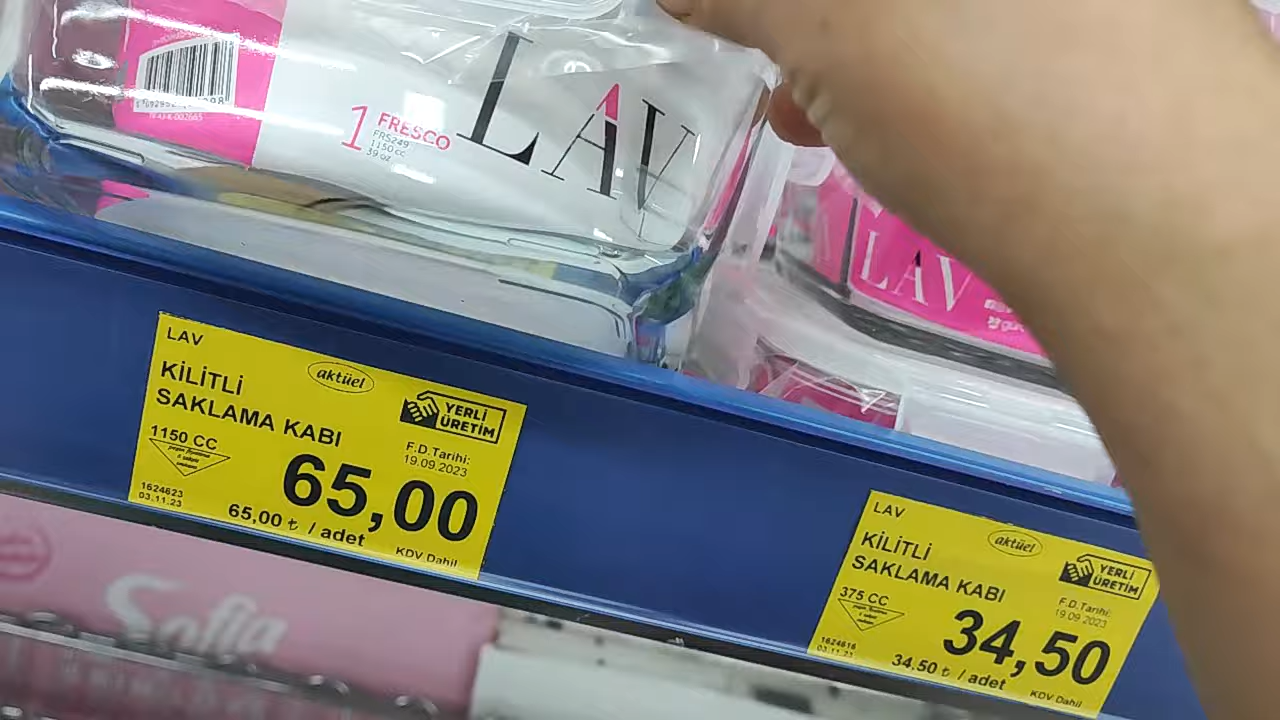 1 FRESCO
FRS249
1150 cc
39 oz
LAV
LAV
LAV
KİLİTLİ
SAKLAMA KABI
aktüel
YERLİ
ÜRETİM
1150 CC
F.D.Tarihi:
19.09.2023
65,00
1624623
03.11.23
65,00 ₺ / adet
KDV Dahil
LAV
KİLİTLİ
SAKLAMA KABI
aktüel
YERLİ
ÜRETİM
375 CC
F.D.Tarihi:
19.09.2023
34,50
1624616
03.11.23
34.50 ₺ / adet
KDV Dahil
Sofia